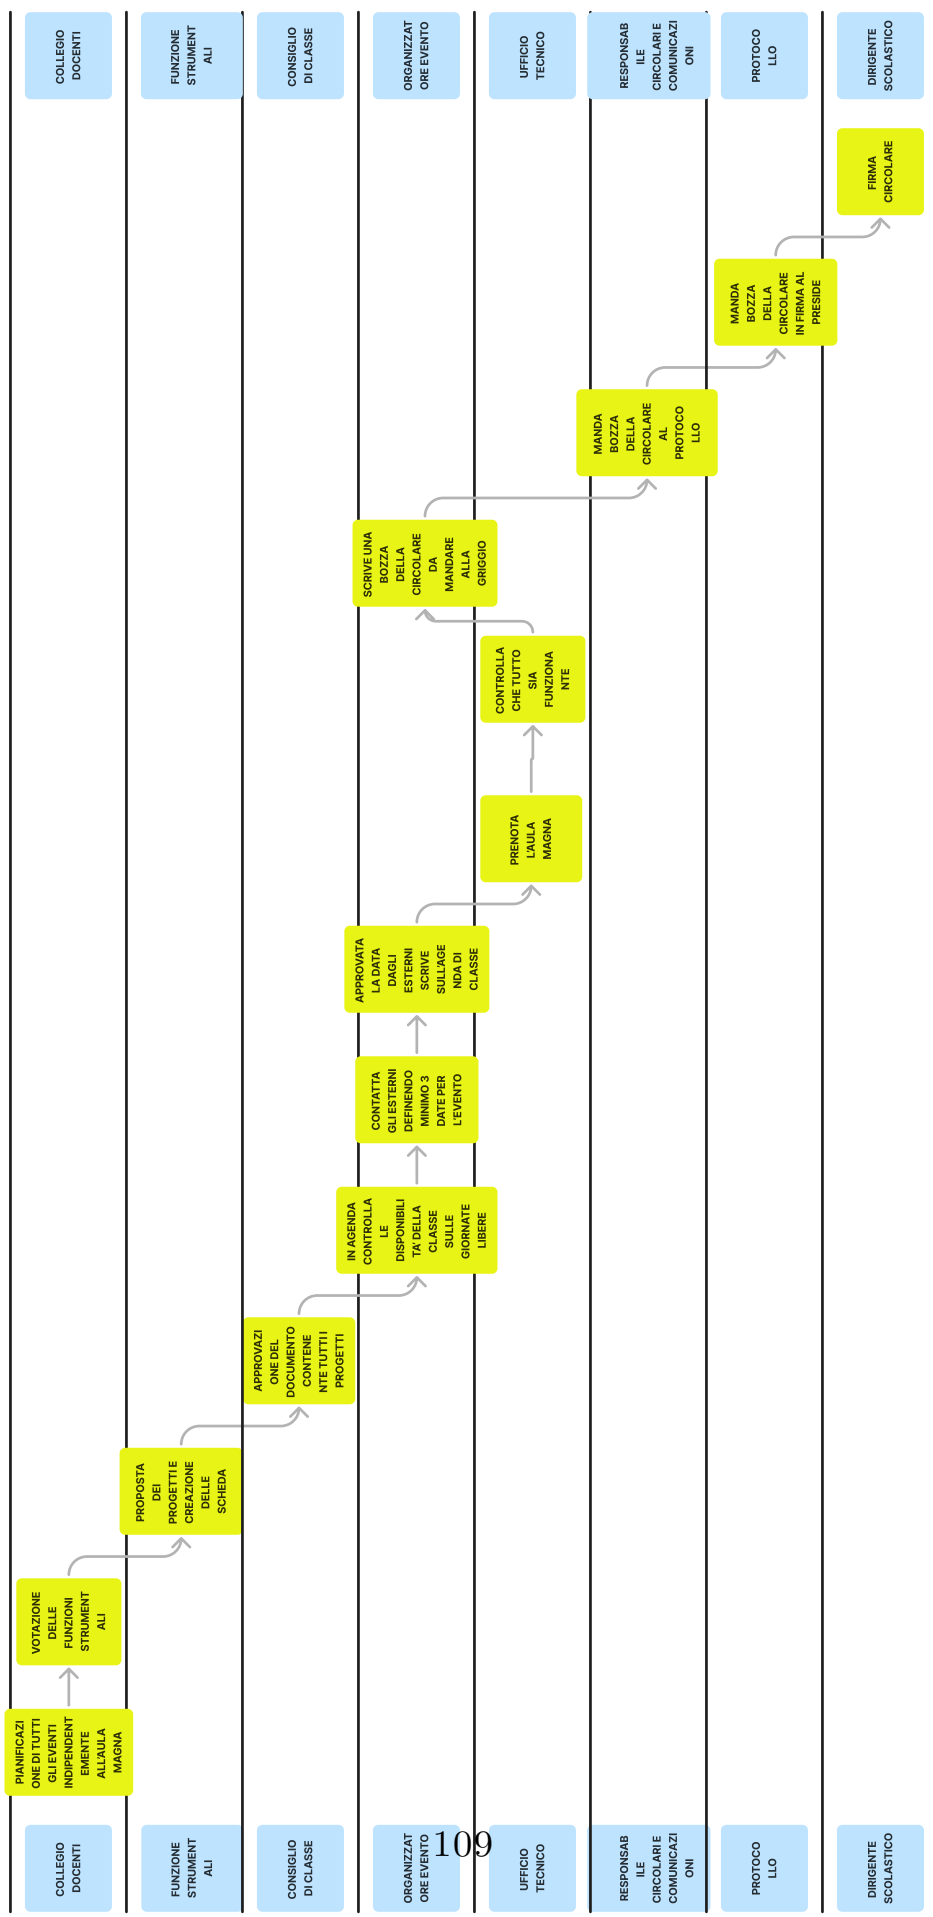 COLLEGIO
DOCENTI
FUNZIONE
STRUMENT
ALI
CONSIGLIO
DI CLASSE
ORGANIZZAT
ORE EVENTO
UFFICIO
TECNICO
RESPONSAB
ILE
CIRCOLARI E
COMUNICAZI
ONI
PROTOCO
LLO
DIRIGENTE
SCOLASTICO
FIRMA
CIRCOLARE
MANDA
BOZZA
DELLA
CIRCOLARE
IN FIRMA AL
PRESIDE
MANDA
BOZZA
DELLA
CIRCOLARE
AL
PROTOCO
LLO
SCRIVE UNA
BOZZA
DELLA
CIRCOLARE
DA
MANDARE
ALLA
GRIGGIO
CONTROLLA
CHE TUTTO
SIA
FUNZIONA
NTE
PRENOTA
L'AULA
MAGNA
APPROVATA
LA DATA
DAGLI
ESTERNI
SCRIVE
SULL'AGE
NDA DI
CLASSE
CONTATTA
GLI ESTERNI
DEFINENDO
MINIMO 3
DATE PER
L'EVENTO
IN AGENDA
CONTROLLA
LE
DISPONIBILI
TA' DELLA
CLASSE
SULLE
GIORNATE
LIBERE
APPROVAZI
ONE DEL
DOCUMENTO
CONTENE
NTE TUTTI I
PROGETTI
PROPOSTA
DEI
PROGETTI E
CREAZIONE
DELLE
SCHEDA
VOTAZIONE
DELLE
FUNZIONI
STRUMENT
ALI
PIANIFICAZI
ONE DI TUTTI
GLI EVENTI
INDIPENDENT
EMENTE
ALL'AULA
MAGNA
COLLEGIO
DOCENTI
FUNZIONE
STRUMENT
ALI
CONSIGLIO
DI CLASSE
ORGANIZZAT
ORE EVENTO
109
UFFICIO
TECNICO
RESPONSAB
ILE
CIRCOLARI E
COMUNICAZI
ONI
PROTOCO
LLO
DIRIGENTE
SCOLASTICO